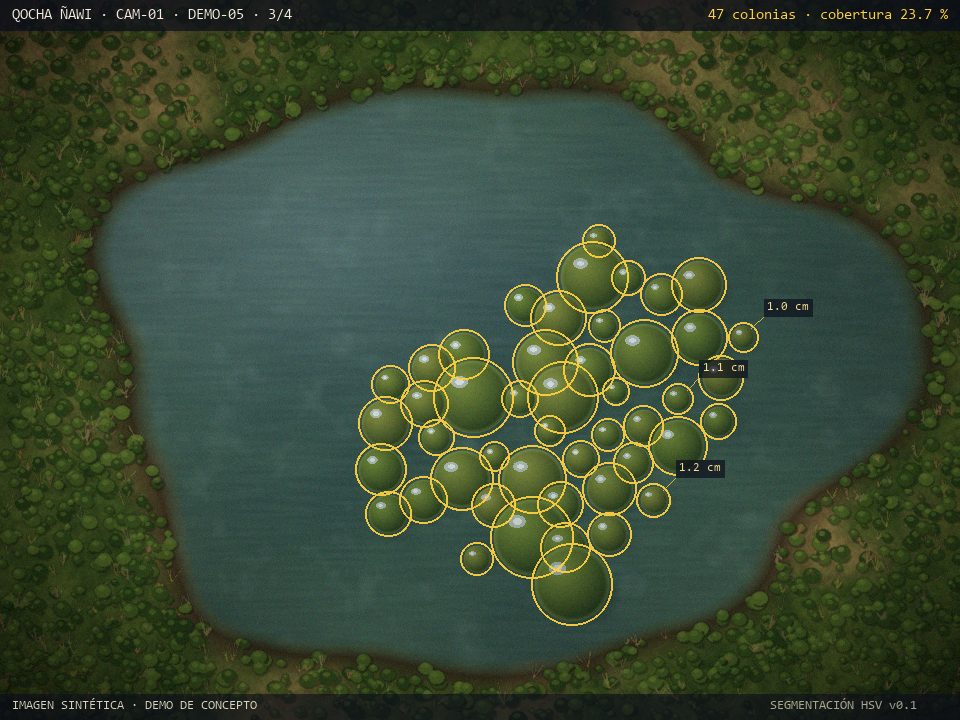 QOCHA ÑAWI · CAM-01 · DEMO-05 · 3/4
47 colonias · cobertura 23.7 %
1.0 cm
1.1 cm
1.2 cm
IMAGEN SINTÉTICA · DEMO DE CONCEPTO
SEGMENTACIÓN HSV v0.1